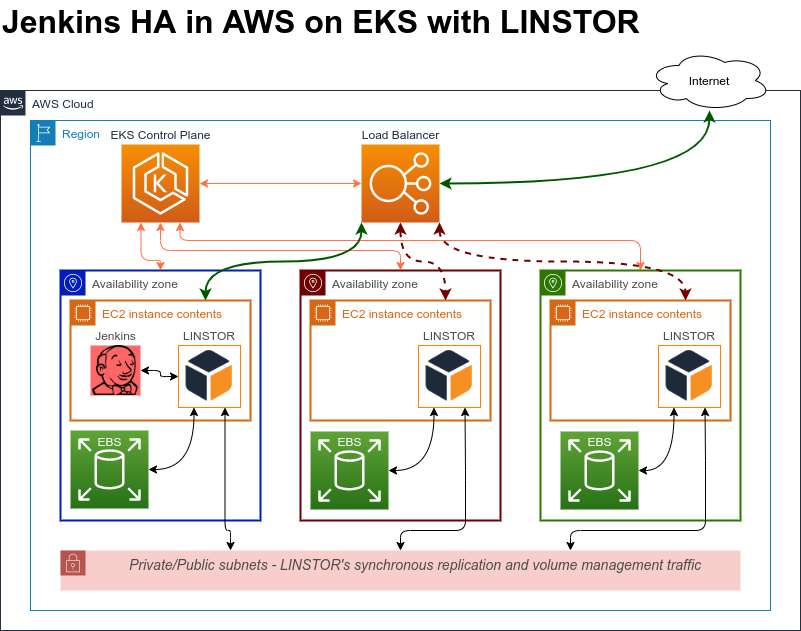 Jenkins HA in AWS on EKS with LINSTOR
Internet
aws
AWS Cloud
Region
EKS Control Plane
Load Balancer
K
Availability zone
Availability zone
Availability zone
EC2 instance contents
EC2 instance contents
EC2 instance contents
Jenkins
LINSTOR
LINSTOR
LINSTOR
EBS
EBS
EBS
Private/Public subnets - LINSTOR's synchronous replication and volume management traffic